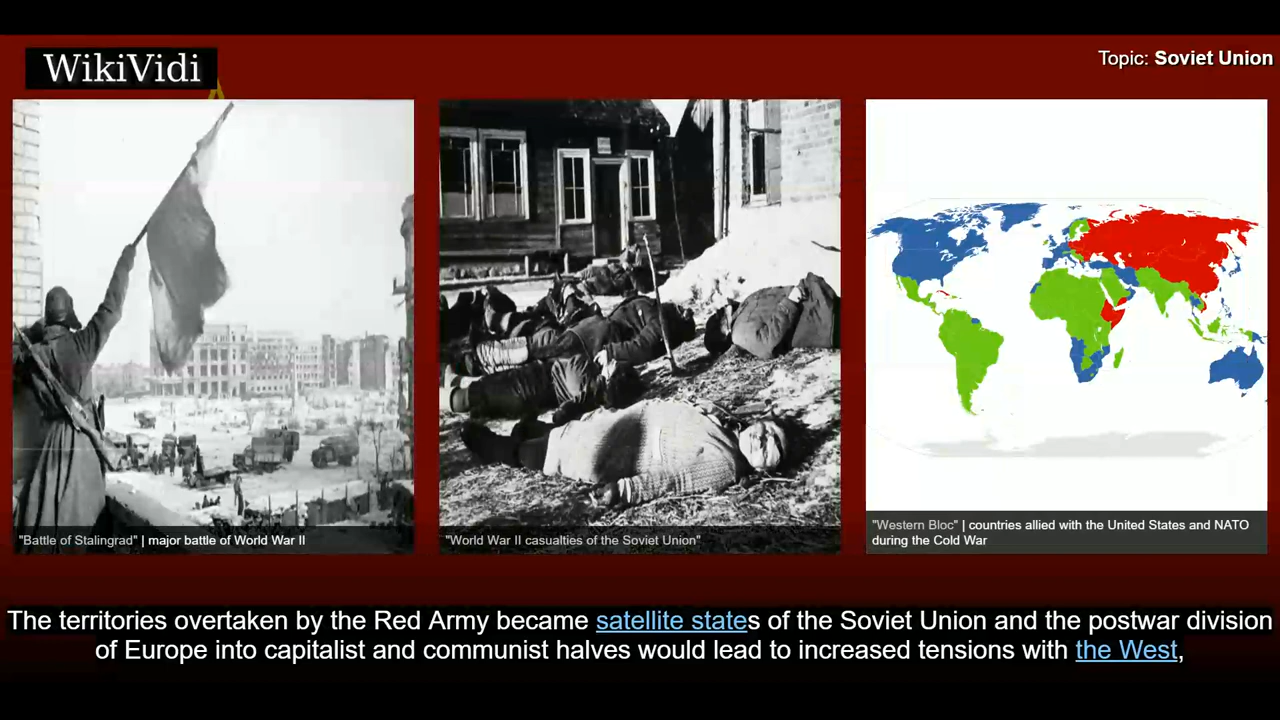 WikiVidi
Topic: Soviet Union
"Battle of Stalingrad" | major battle of World War II
"World War II casualties of the Soviet Union"
"Western Bloc" | countries allied with the United States and NATO
during the Cold War
The territories overtaken by the Red Army became satellite states of the Soviet Union and the postwar division
of Europe into capitalist and communist halves would lead to increased tensions with the West,